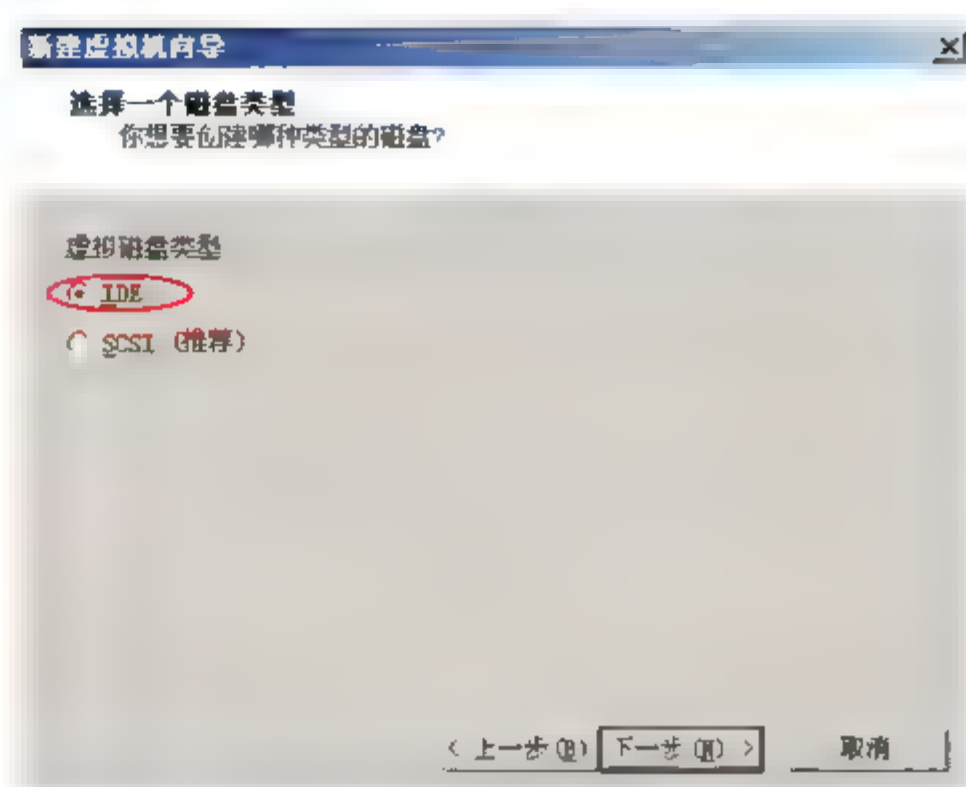 新建虚拟机向导
选择一个磁盘类型
你想要创建哪种类型的磁盘?
虚拟磁盘类型
IDE
SCSI (推荐)
< 上一步(B) 下一步(N) > 取消